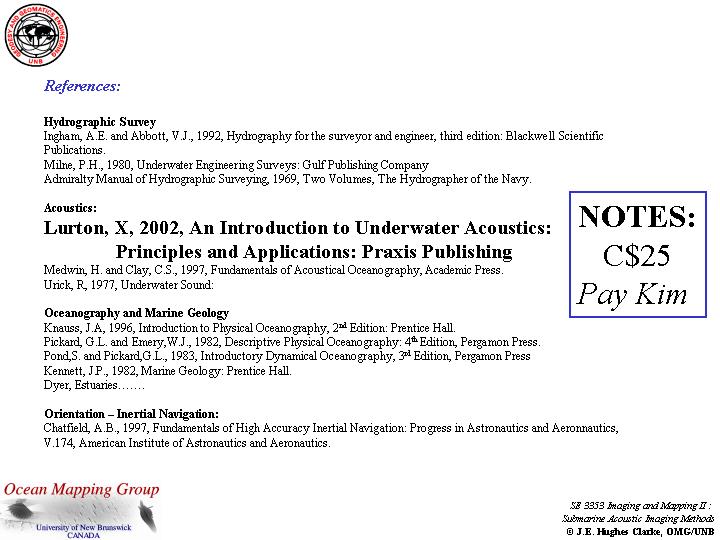 GEODESY AND GEOMATICS ENGINEERING
UNB
References:
Hydrographic Survey
Ingham, A.E. and Abbott, V.J., 1992, Hydrography for the surveyor and engineer, third edition: Blackwell Scientific
Publications.
Milne, P.H., 1980, Underwater Engineering Surveys: Gulf Publishing Company
Admiralty Manual of Hydrographic Surveying, 1969, Two Volumes, The Hydrographer of the Navy.
Acoustics:
Lurton, X, 2002, An Introduction to Underwater Acoustics:
Principles and Applications: Praxis Publishing
Medwin, H. and Clay, C.S., 1997, Fundamentals of Acoustical Oceanography, Academic Press.
Urick, R, 1977, Underwater Sound:
NOTES:
C$25
Pay Kim
Oceanography and Marine Geology
Knauss, J.A, 1996, Introduction to Physical Oceanography, 2nd Edition: Prentice Hall.
Pickard, G.L. and Emery,W.J., 1982, Descriptive Physical Oceanography: 4th Edition, Pergamon Press.
Pond,S. and Pickard,G.L., 1983, Introductory Dynamical Oceanography, 3rd Edition, Pergamon Press
Kennett, J.P., 1982, Marine Geology: Prentice Hall.
Dyer, Estuaries…….
Orientation – Inertial Navigation:
Chatfield, A.B., 1997, Fundamentals of High Accuracy Inertial Navigation: Progress in Astronautics and Aeronnautics,
V.174, American Institute of Astronautics and Aeronautics.
Ocean Mapping Group
University of New Brunswick
CANADA
SE 3353 Imaging and Mapping II :
Submarine Acoustic Imaging Methods
© J.E. Hughes Clarke, OMG/UNB